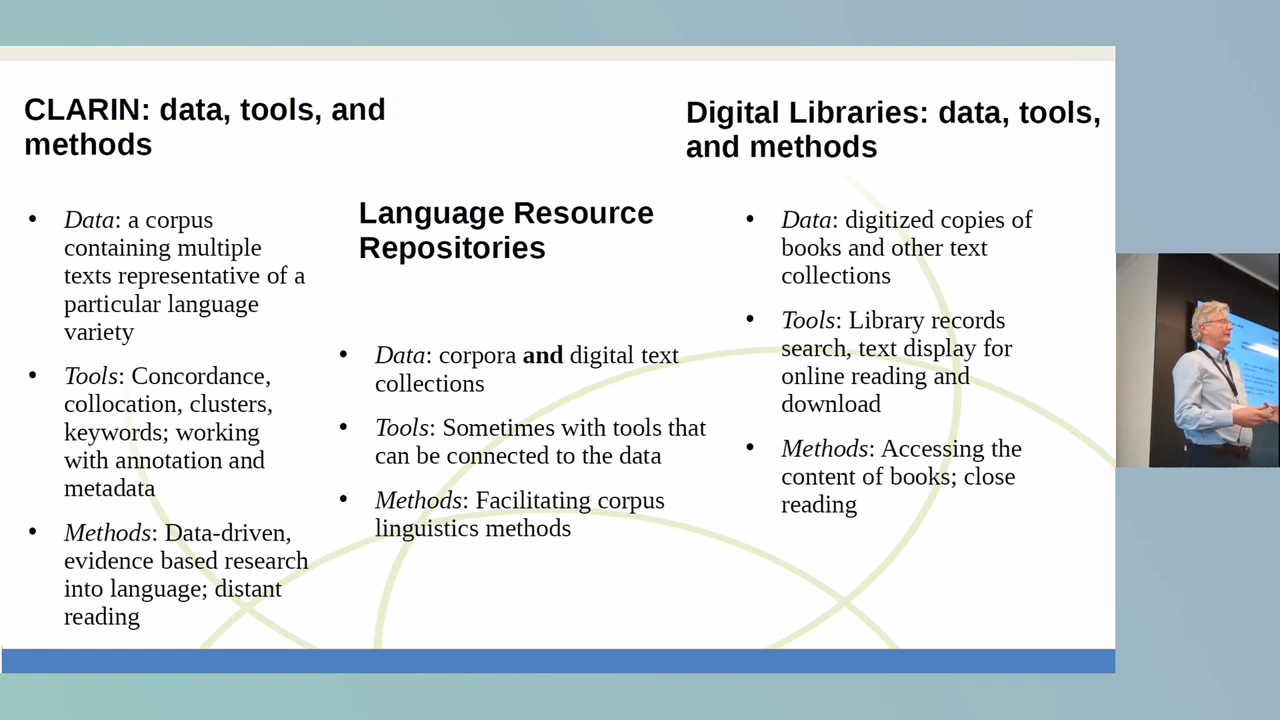 CLARIN: data, tools, and
methods
• Data: a corpus
containing multiple
texts representative of a
particular language
variety
• Tools: Concordance,
collocation, clusters,
keywords; working
with annotation and
metadata
• Methods: Data-driven,
evidence based research
into language; distant
reading
Language Resource
Repositories
• Data: corpora and digital text
collections
• Tools: Sometimes with tools that
can be connected to the data
• Methods: Facilitating corpus
linguistics methods
Digital Libraries: data, tools,
and methods
• Data: digitized copies of
books and other text
collections
• Tools: Library records
search, text display for
online reading and
download
• Methods: Accessing the
content of books; close
reading